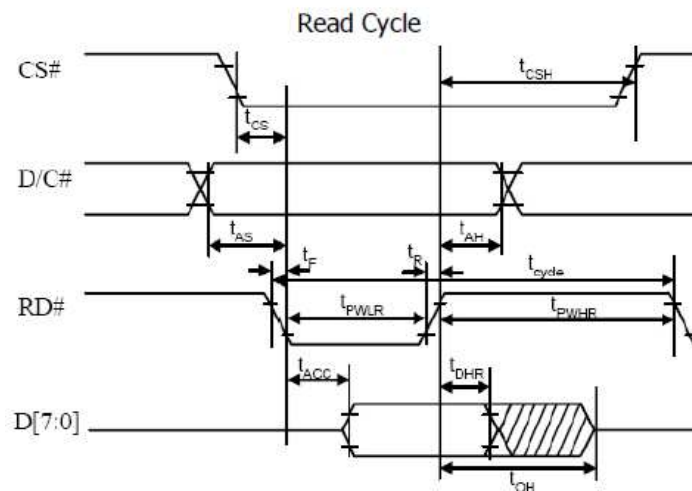 Read Cycle
CS#
tCSH
tCS
D/C#
tAS
tAH
tF
tR
tcycle
RD#
tPWLR
tPWHR
tACC
tDHR
D[7:0]
tOH